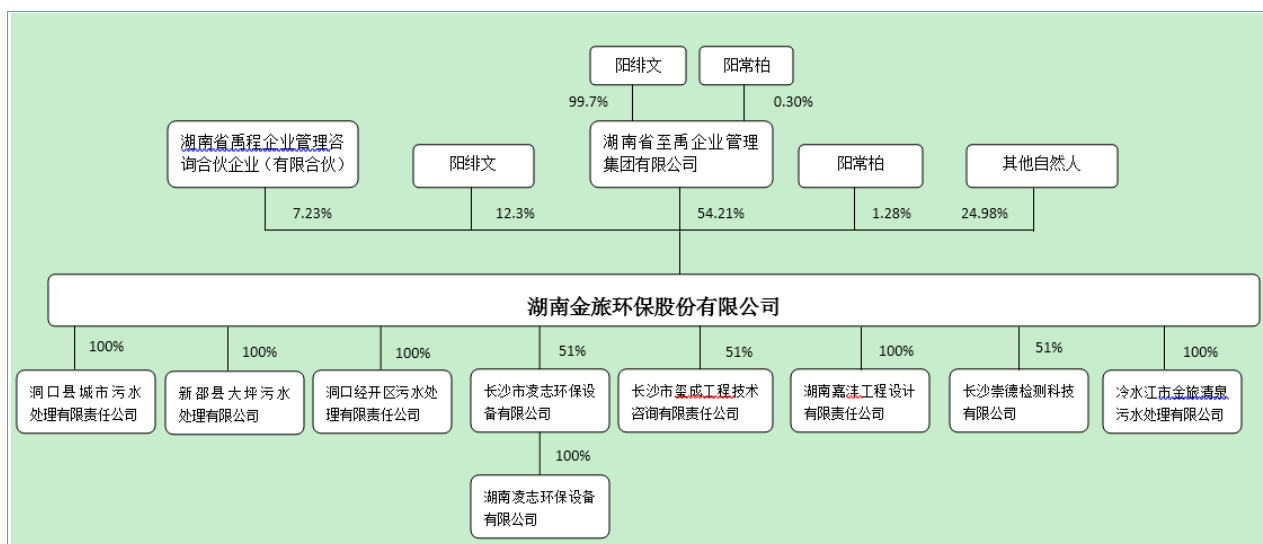 阳绯文
阳常柏
99.7%
0.30%
湖南省禹程企业管理咨
询合伙企业（有限合伙）
阳绯文
湖南省至禹企业管理
集团有限公司
阳常柏
其他自然人
7.23%
12.3%
54.21%
1.28%
24.98%
湖南金旅环保股份有限公司
100%
100%
100%
51%
51%
100%
51%
100%
洞口县城市污水
处理有限责任公司
新邵县大坪污水
处理有限公司
洞口经开区污水处
理有限责任公司
长沙市凌志环保设
备有限公司
长沙市玺成工程技术
咨询有限责任公司
湖南嘉沣工程设计
有限责任公司
长沙崇德检测科技
有限公司
冷水江市金旅清泉
污水处理有限公司
100%
湖南凌志环保设备
有限公司